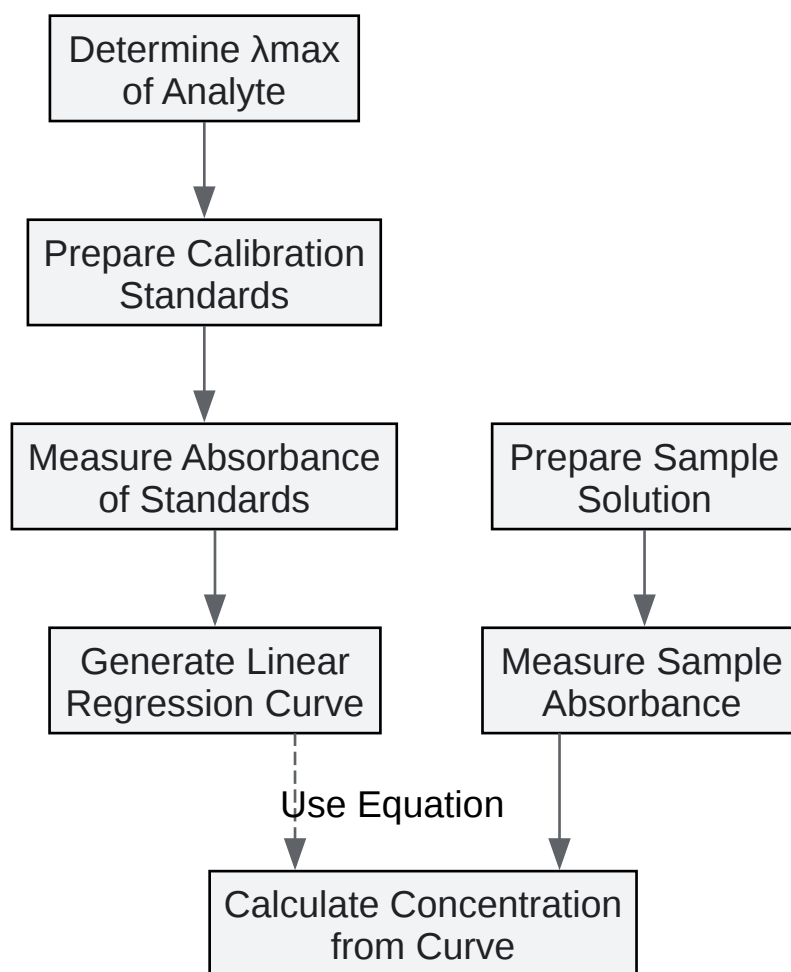 Determine λmax
of Analyte
Prepare Calibration
Standards
Measure Absorbance
of Standards
Prepare Sample
Solution
Generate Linear
Regression Curve
Measure Sample
Absorbance
Use Equation
Calculate Concentration
from Curve